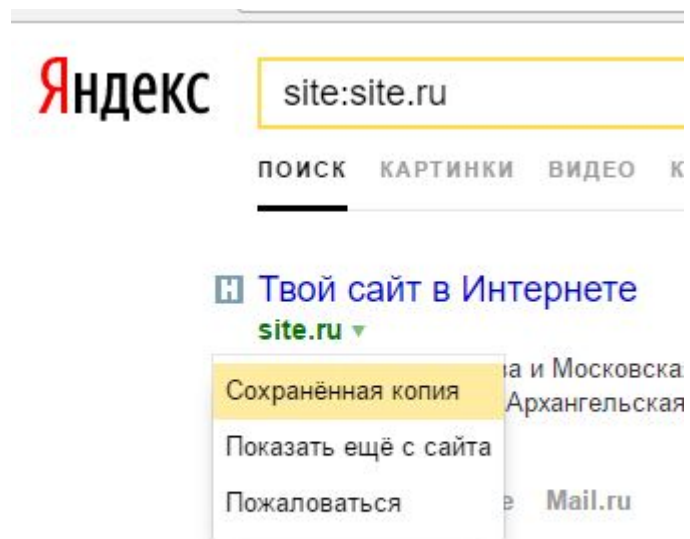 Яндекс
site:site.ru
ПОИСК КАРТИНКИ ВИДЕО К
Твой сайт в Интернете
site.ru
Сохранённая копия
и Московска
Архангельская
Показать ещё с сайта
Пожаловаться
Mail.ru